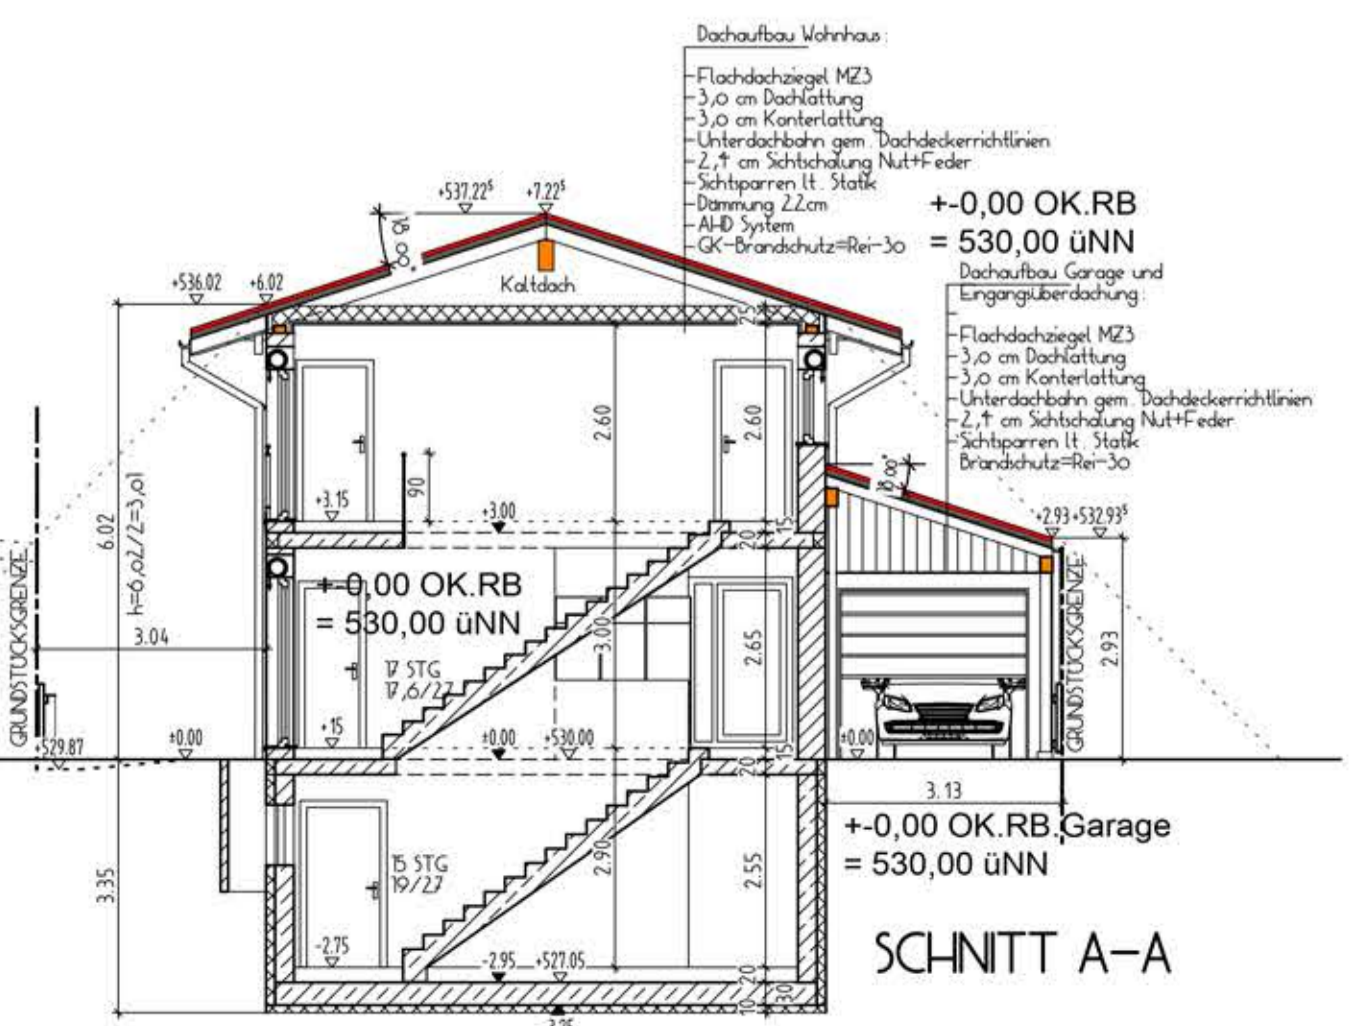 Dachaufbau Wohnhaus:
Flachdachziegel MZ3
3,0 cm Dachlattung
3,0 cm Konterlattung
Unterdachbahn gem. Dachdeckerrichtlinien
2,4 cm Sichtschalung Nut+Feder
Sichtsparren lt. Statik
Dämmung 22cm
AHD System
GK-Brandschutz=Rei-30
+-0,00 OK.RB
= 530,00 üNN
Dachaufbau Garage und
Eingangsüberdachung:
Flachdachziegel MZ3
3,0 cm Dachlattung
3,0 cm Konterlattung
Unterdachbahn gem. Dachdeckerrichtlinien
2,4 cm Sichtschalung Nut+Feder
Sichtsparren lt. Statik
Brandschutz=Rei-30
+537.22⁵
+7.22⁵
18.00°
+536.02
+6.02
Kaltdach
25
2.60
2.60
90
18.00°
+3.15
+3.00
15
20
+2.93
+532.93⁵
6.02
h=6,02/2=3,01
GRUNDSTÜCKSGRENZE
3.04
+-0,00 OK.RB
= 530,00 üNN
17 STG
17,6/27
3.00
2.65
GRUNDSTÜCKSGRENZE
2.93
+529.87
±0.00
+15
±0.00
+530.00
15
20
±0.00
3.13
+-0,00 OK.RB.Garage
= 530,00 üNN
3.35
15 STG
19/27
2.90
2.55
-2.75
-2.95
+527.05
20
30
10
SCHNITT A-A